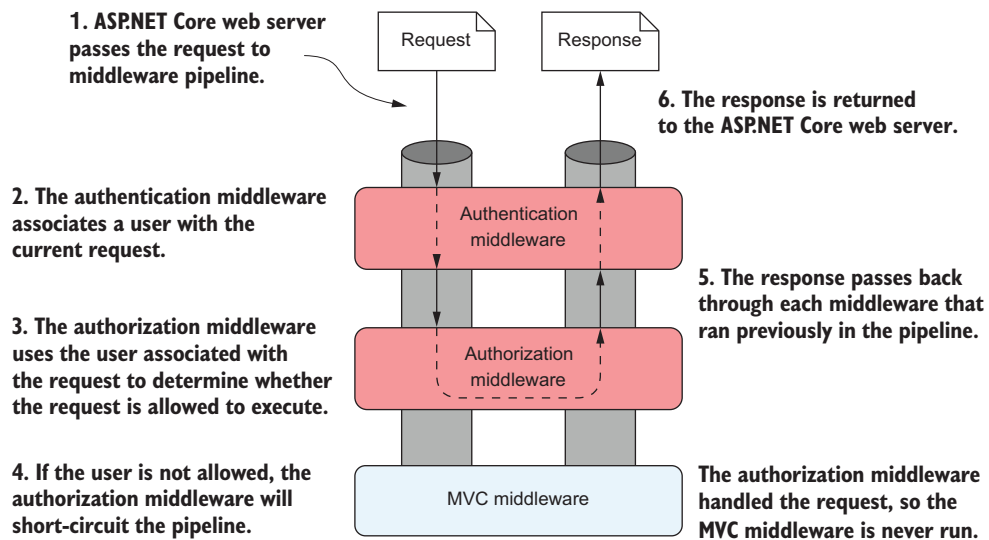 1. ASP.NET Core web server
passes the request to
middleware pipeline.
Request
Response
6. The response is returned
to the ASP.NET Core web server.
2. The authentication middleware
associates a user with the
current request.
Authentication
middleware
5. The response passes back
through each middleware that
ran previously in the pipeline.
3. The authorization middleware
uses the user associated with
the request to determine whether
the request is allowed to execute.
Authorization
middleware
4. If the user is not allowed, the
authorization middleware will
short-circuit the pipeline.
MVC middleware
The authorization middleware
handled the request, so the
MVC middleware is never run.